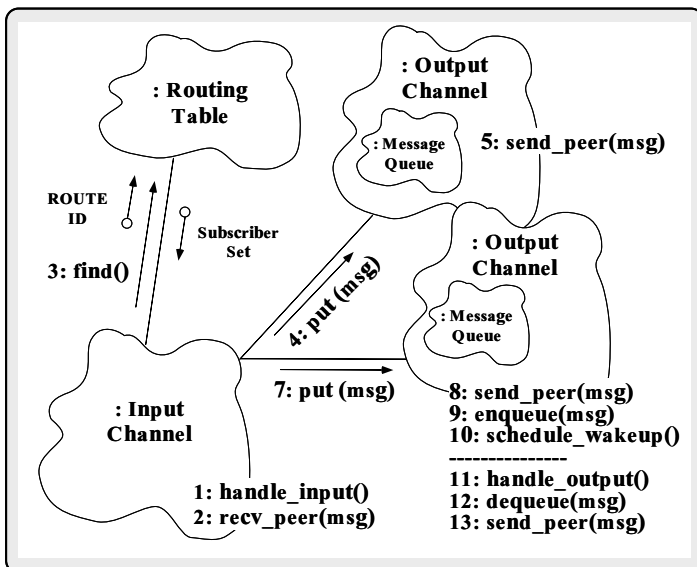 : Routing
Table
: Output
Channel
: Message
Queue
5: send_peer(msg)
ROUTE
ID
Subscriber
Set
3: find()
: Output
Channel
: Message
Queue
4: put (msg)
7: put (msg)
: Input
Channel
1: handle_input()
2: recv_peer(msg)
8: send_peer(msg)
9: enqueue(msg)
10: schedule_wakeup()
---------------
11: handle_output()
12: dequeue(msg)
13: send_peer(msg)